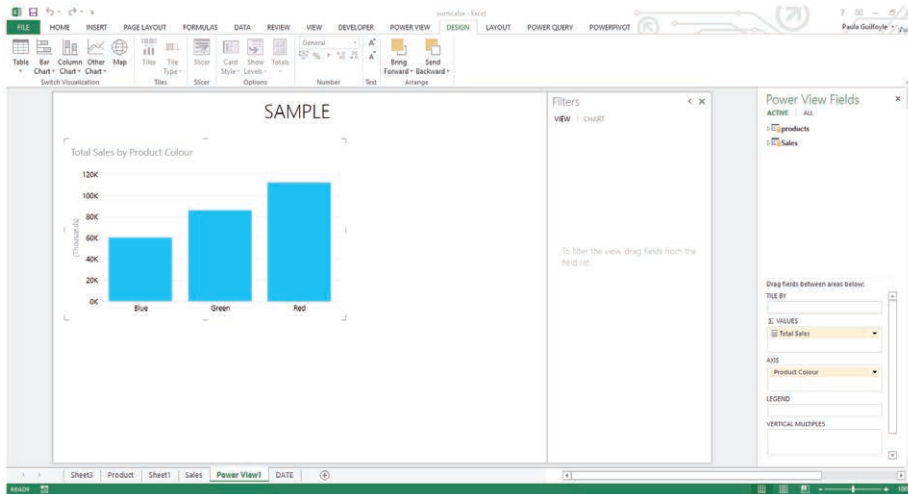 Excel
Paula Guilfoyle
FILE HOME INSERT PAGE LAYOUT FORMULAS DATA REVIEW VIEW DEVELOPER POWER VIEW DESIGN LAYOUT POWER QUERY POWERPIVOT
Table Bar Column Other Map Tiles Tile Slicer Card Show Totals General Bring Send
Chart Chart Chart Type Style Levels Forward Backward
Switch Visualization Tiles Slicer Options Number Text Arrange
SAMPLE
Total Sales by Product Colour
120K
100K
80K
60K
40K
20K
0K
(Thousands)
Blue Green Red
Filters
VIEW CHART
To filter the view, drag fields from the
field list.
Power View Fields
ACTIVE ALL
products
Sales
Drag fields between areas below:
TILE BY
Σ VALUES
Total Sales
AXIS
Product Colour
LEGEND
VERTICAL MULTIPLES
Sheet3 Product Sheet1 Sales Power View1 DATE
READY